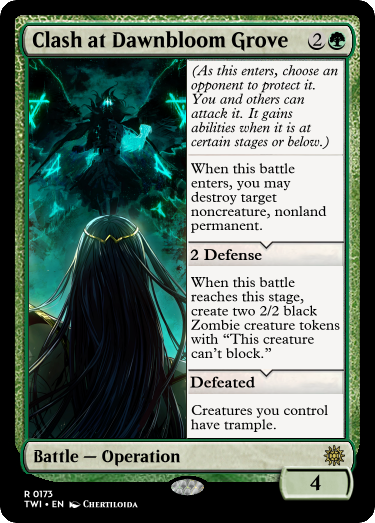 Clash at Dawnbloom Grove 2
(As this enters, choose an
opponent to protect it.
You and others can
attack it. It gains
abilities when it is at
certain stages or below.)
When this battle
enters, you may
destroy target
noncreature, nonland
permanent.
2 Defense
When this battle
reaches this stage,
create two 2/2 black
Zombie creature tokens
with “This creature
can’t block.”
Defeated
Creatures you control
have trample.
Battle — Operation
4
R 0173
TWI • EN Chertiloida